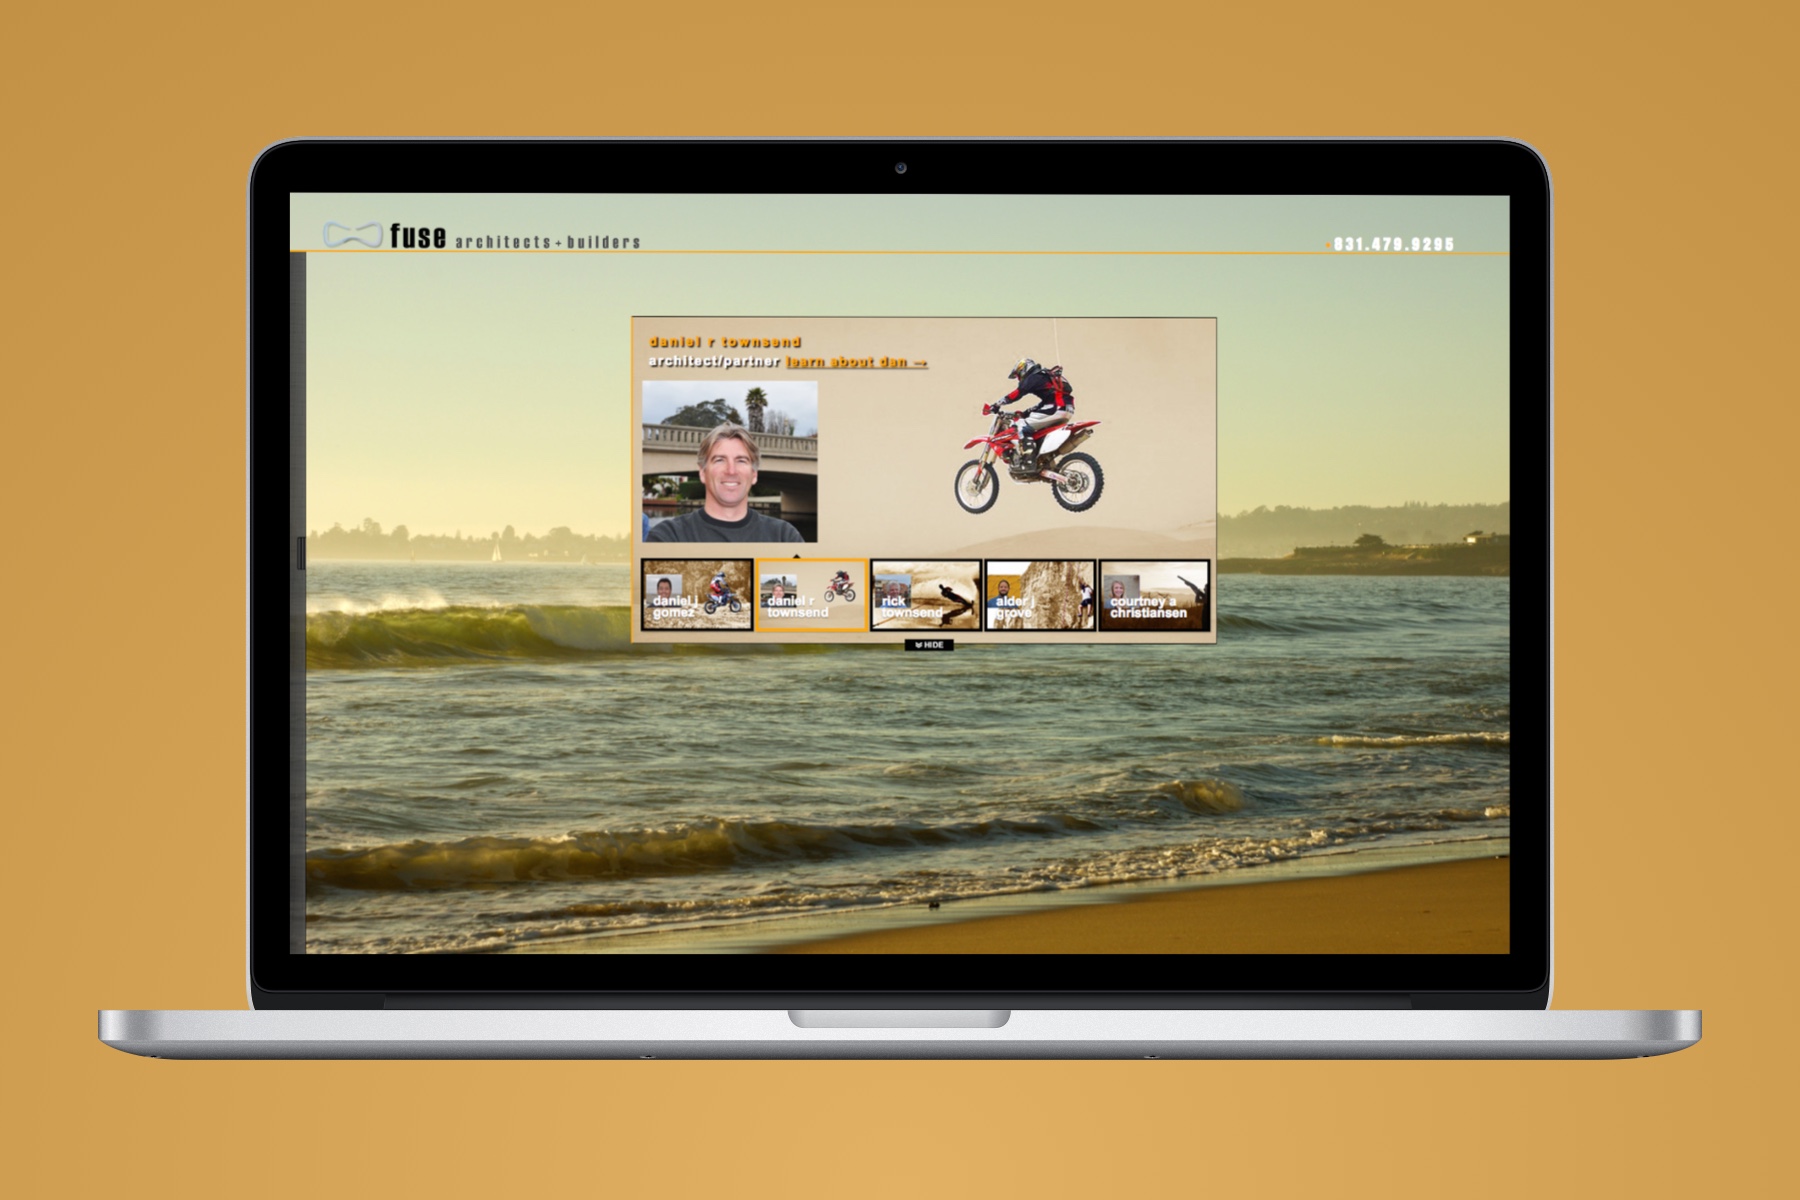 fuse architects+builders
831.479.9295
daniel r townsend
architect/partner learn about dan →
daniel j
gomez
daniel r
townsend
rick
townsend
alder j
grove
courtney a
christiansen
HIDE